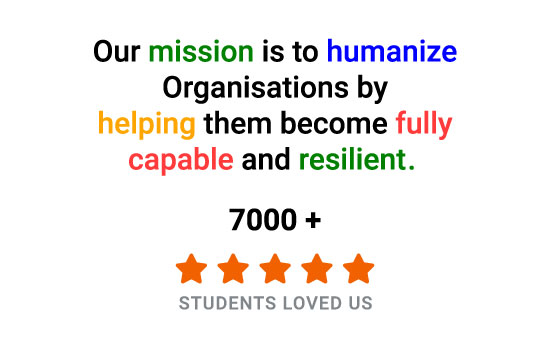 Our mission is to humanize
Organisations by
helping them become fully
capable and resilient.
7000 +
STUDENTS LOVED US